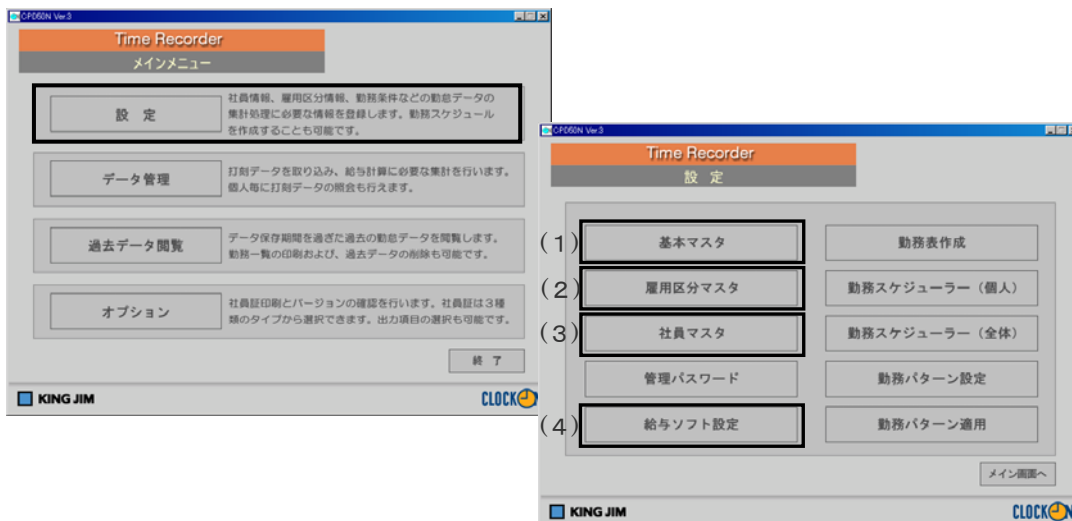 CPD60N Ver.3
Time Recorder
メインメニュー
設 定
社員情報、雇用区分情報、勤務条件などの勤怠データの
集計処理に必要な情報を登録します。勤務スケジュール
を作成することも可能です。
データ管理
打刻データを取り込み、給与計算に必要な集計を行います。
個人毎に打刻データの照会も行えます。
過去データ閲覧
データ保存期間を過ぎた過去の勤怠データを閲覧します。
勤務一覧の印刷および、過去データの削除も可能です。
オプション
社員証印刷とバージョンの確認を行います。社員証は3種
類のタイプから選択できます。出力項目の選択も可能です。
終 了
KING JIM
CLOCK
CPD60N Ver.3
Time Recorder
設 定
(1) 基本マスタ 勤務表作成
(2) 雇用区分マスタ 勤務スケジューラー（個人）
(3) 社員マスタ 勤務スケジューラー（全体）
管理パスワード 勤務パターン設定
(4) 給与ソフト設定 勤務パターン適用
メイン画面へ
KING JIM
CLOCK ON